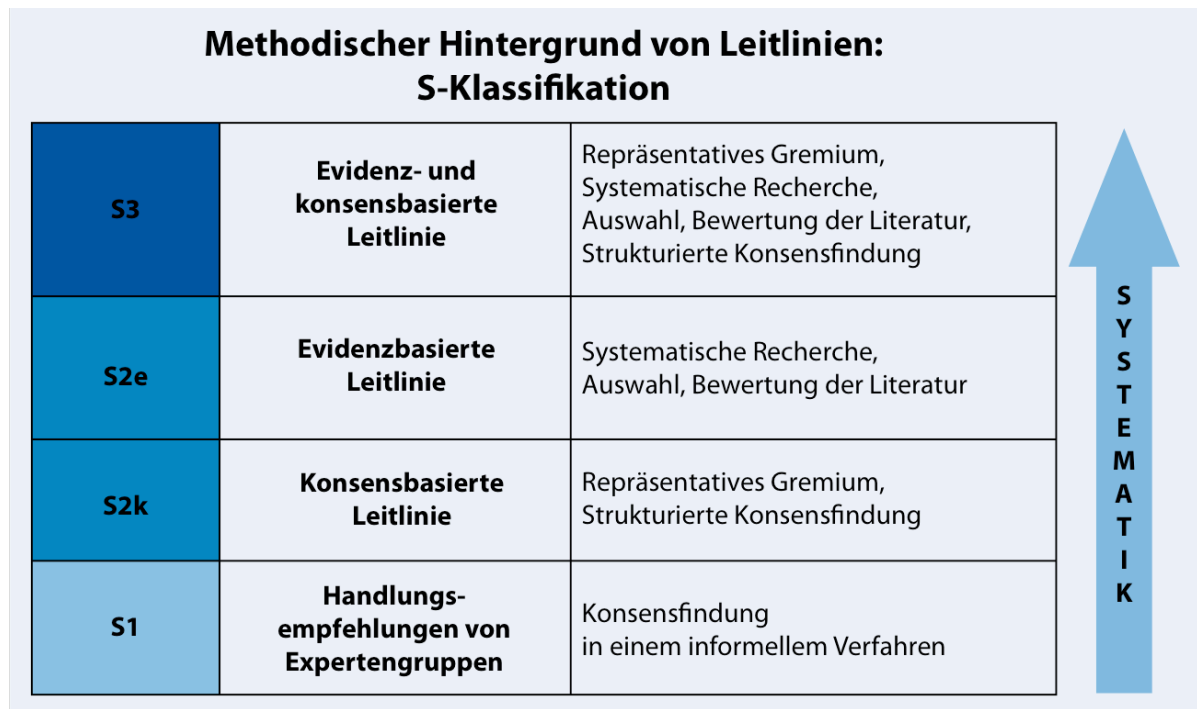 Methodischer Hintergrund von Leitlinien:
S-Klassifikation
S3
Evidenz- und
konsensbasierte
Leitlinie
Repräsentatives Gremium,
Systematische Recherche,
Auswahl, Bewertung der Literatur,
Strukturierte Konsensfindung
S2e
Evidenzbasierte
Leitlinie
Systematische Recherche,
Auswahl, Bewertung der Literatur
S2k
Konsensbasierte
Leitlinie
Repräsentatives Gremium,
Strukturierte Konsensfindung
S1
Handlungs-
empfehlungen von
Expertengruppen
Konsensfindung
in einem informellem Verfahren
SYSTEMATIK